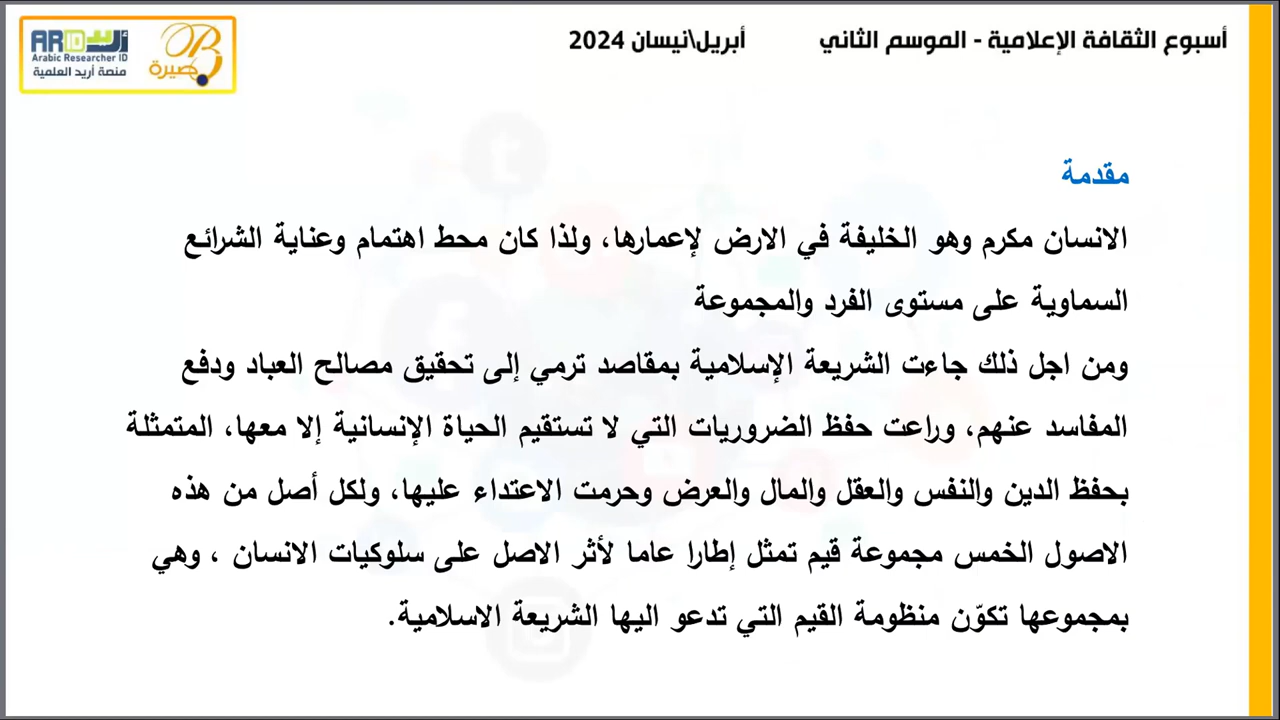 أسبوع الثقافة الإعلامية - الموسم الثاني
أبريل\نيسان 2024
ARID أريد
Arabic Researcher ID
منصة أريد العلمية
بصيرة
مقدمة
الانسان مكرم وهو الخليفة في الارض لإعمارها، ولذا كان محط اهتمام وعناية الشرائع
السماوية على مستوى الفرد والمجموعة
ومن اجل ذلك جاءت الشريعة الإسلامية بمقاصد ترمي إلى تحقيق مصالح العباد ودفع
المفاسد عنهم، وراعت حفظ الضروريات التي لا تستقيم الحياة الإنسانية إلا معها، المتمثلة
بحفظ الدين والنفس والعقل والمال والعرض وحرمت الاعتداء عليها، ولكل أصل من هذه
الاصول الخمس مجموعة قيم تمثل إطارا عاما لأثر الاصل على سلوكيات الانسان ، وهي
بمجموعها تكوّن منظومة القيم التي تدعو اليها الشريعة الاسلامية.